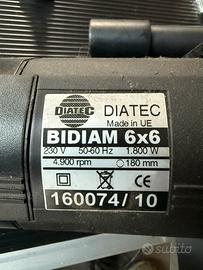 DIATEC
DIATEC
Made in UE
BIDIAM 6x6
230 V 50-60 Hz 1.800 W
4.900 rpm 180 mm
160074/10
subito